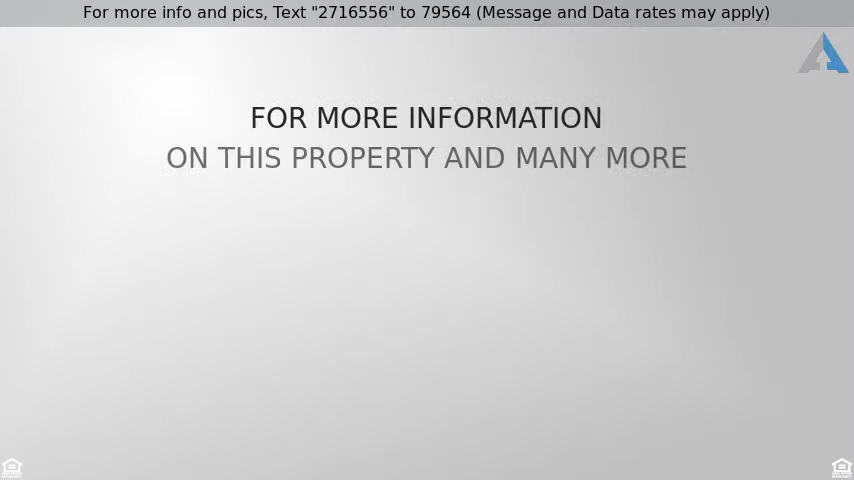 For more info and pics, Text "2716556" to 79564 (Message and Data rates may apply)
FOR MORE INFORMATION
ON THIS PROPERTY AND MANY MORE